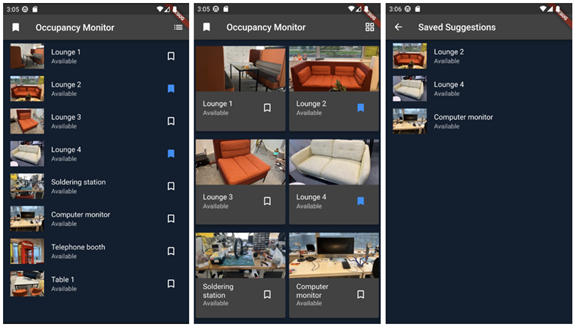 3:05
DEBUG
Occupancy Monitor
Lounge 1
Available
Lounge 2
Available
Lounge 3
Available
Lounge 4
Available
Soldering station
Available
Computer monitor
Available
Telephone booth
Available
Table 1
Available
3:05
DEBUG
Occupancy Monitor
Lounge 1
Available
Lounge 2
Available
Lounge 3
Available
Lounge 4
Available
Soldering
station
Available
Computer
monitor
Available
3:06
DEBUG
Saved Suggestions
Lounge 2
Available
Lounge 4
Available
Computer monitor
Available